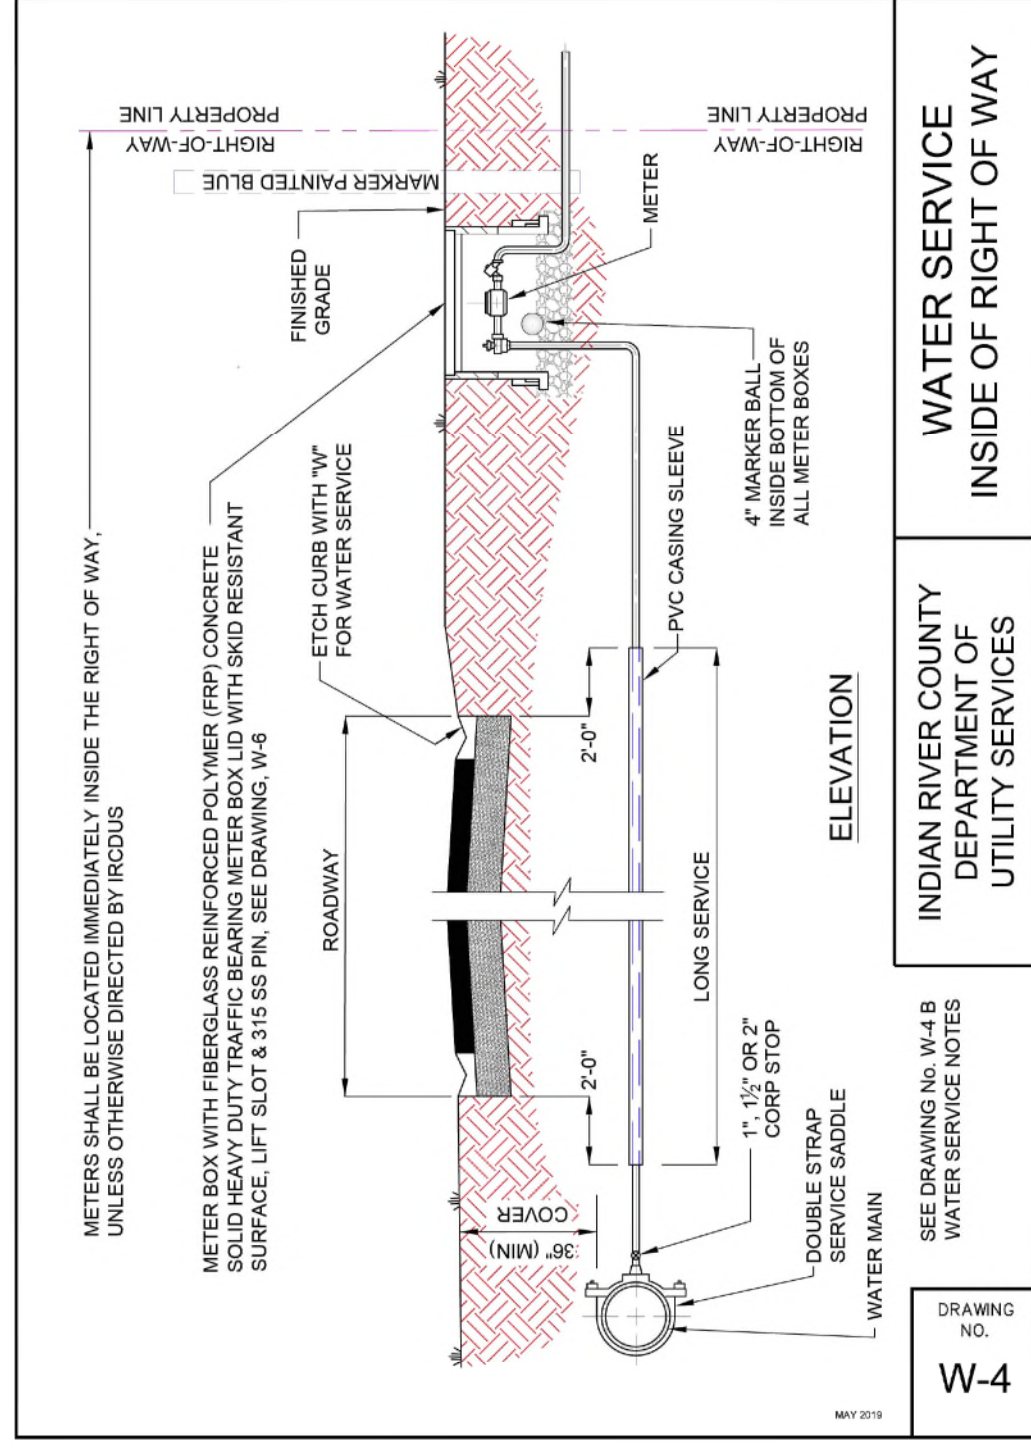 METERS SHALL BE LOCATED IMMEDIATELY INSIDE THE RIGHT OF WAY,
UNLESS OTHERWISE DIRECTED BY IRCDUS
METER BOX WITH FIBERGLASS REINFORCED POLYMER (FRP) CONCRETE
SOLID HEAVY DUTY TRAFFIC BEARING METER BOX LID WITH SKID RESISTANT
SURFACE, LIFT SLOT & 315 SS PIN, SEE DRAWING, W-6
RIGHT-OF-WAY
PROPERTY LINE
MARKER PAINTED BLUE
FINISHED
GRADE
ETCH CURB WITH "W"
FOR WATER SERVICE
ROADWAY
36" (MIN)
COVER
2'-0"
2'-0"
METER
4" MARKER BALL
INSIDE BOTTOM OF
ALL METER BOXES
PVC CASING SLEEVE
RIGHT-OF-WAY
PROPERTY LINE
LONG SERVICE
1", 1½" OR 2"
CORP STOP
DOUBLE STRAP
SERVICE SADDLE
WATER MAIN
ELEVATION
MAY 2019
SEE DRAWING No. W-4 B
WATER SERVICE NOTES
DRAWING
NO.
W-4
INDIAN RIVER COUNTY
DEPARTMENT OF
UTILITY SERVICES
WATER SERVICE
INSIDE OF RIGHT OF WAY